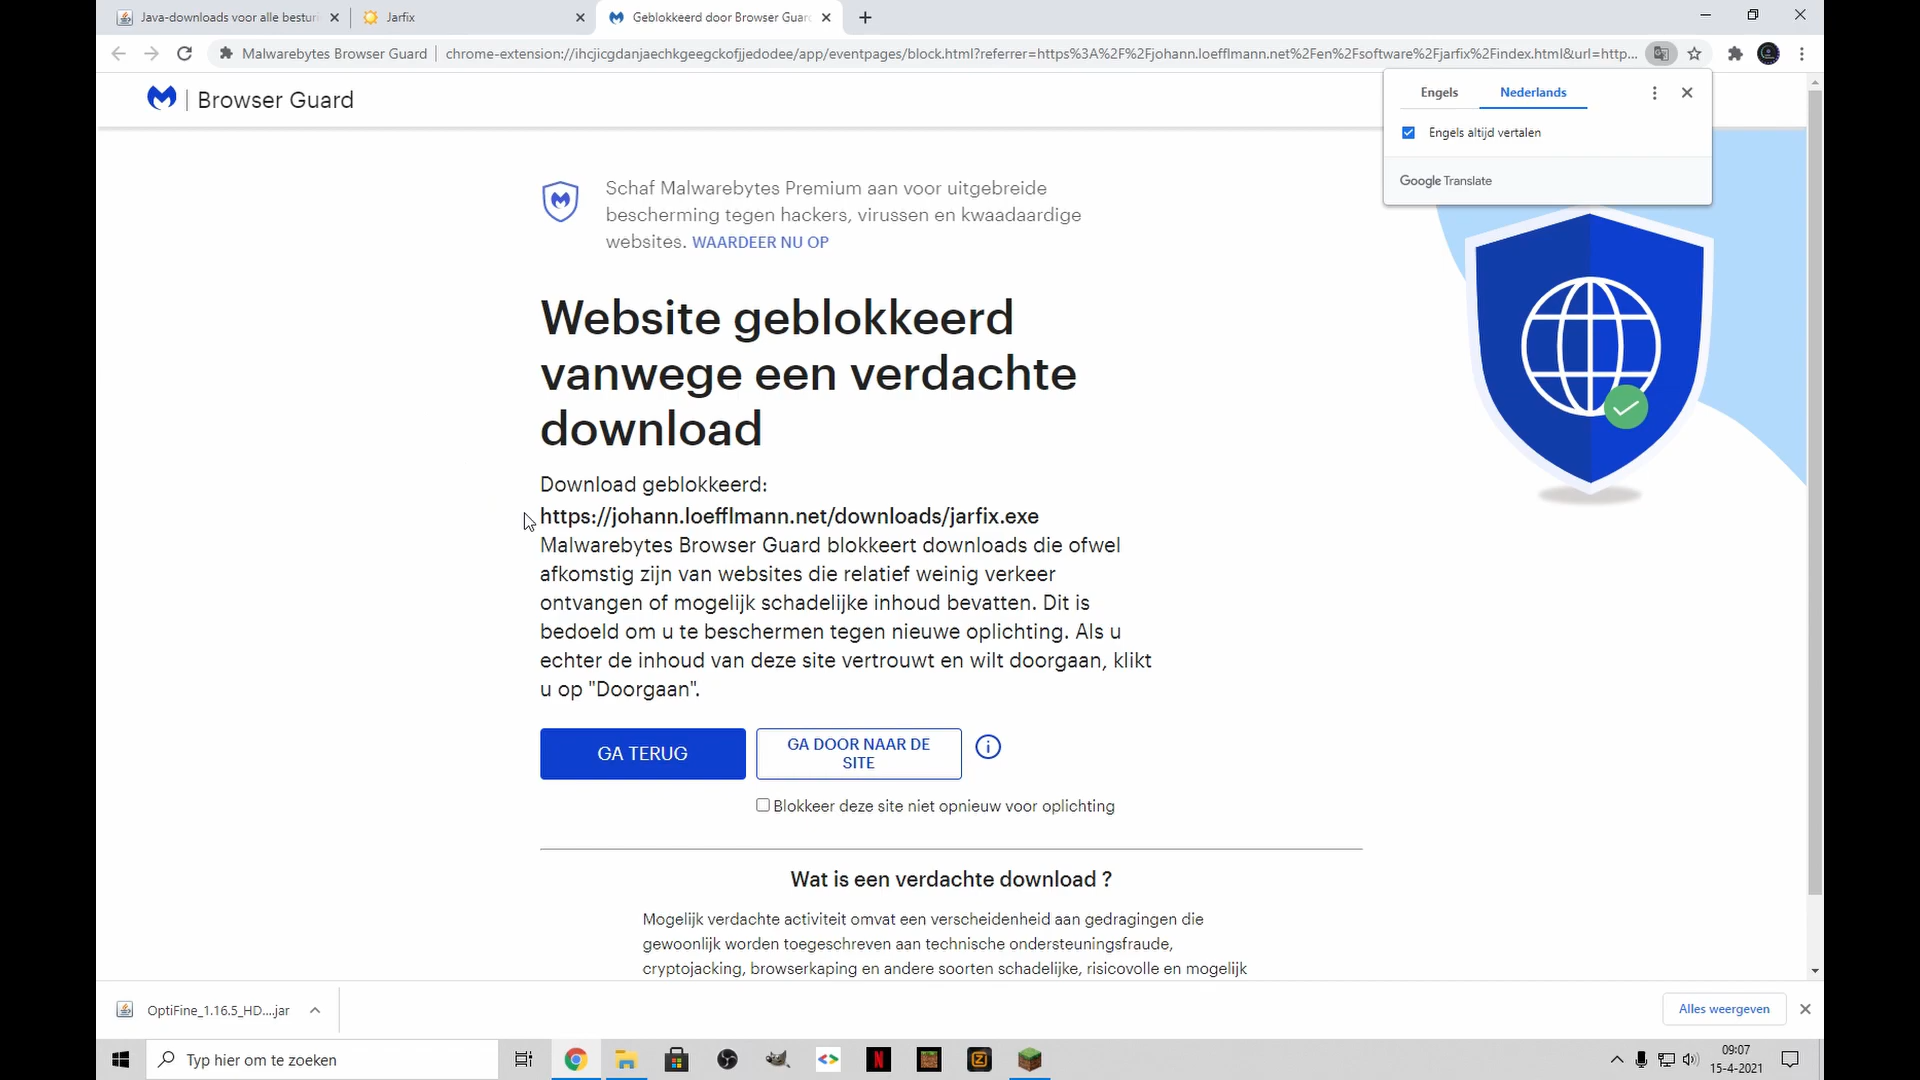 Java-downloads voor alle bestur
Jarfix
Geblokkeerd door Browser Guar
Malwarebytes Browser Guard
chrome-extension://ihcjicgdanjaechkgeegckofjjedodee/app/eventpages/block.html?referrer=https%3A%2F%2Fjohann.loefflmann.net%2Fen%2Fsoftware%2Fjarfix%2Findex.html&url=http...
Engels
Nederlands
Engels altijd vertalen
Google Translate
Browser Guard
Schaf Malwarebytes Premium aan voor uitgebreide
bescherming tegen hackers, virussen en kwaadaardige
websites. WAARDEER NU OP
Website geblokkeerd
vanwege een verdachte
download
Download geblokkeerd:
https://johann.loefflmann.net/downloads/jarfix.exe
Malwarebytes Browser Guard blokkeert downloads die ofwel
afkomstig zijn van websites die relatief weinig verkeer
ontvangen of mogelijk schadelijke inhoud bevatten. Dit is
bedoeld om u te beschermen tegen nieuwe oplichting. Als u
echter de inhoud van deze site vertrouwt en wilt doorgaan, klikt
u op "Doorgaan".
GA TERUG
GA DOOR NAAR DE
SITE
Blokkeer deze site niet opnieuw voor oplichting
Wat is een verdachte download ?
Mogelijk verdachte activiteit omvat een verscheidenheid aan gedragingen die
gewoonlijk worden toegeschreven aan technische ondersteuningsfraude,
cryptojacking, browserkaping en andere soorten schadelijke, risicovolle en mogelijk
OptiFine_1.16.5_HD....jar
Alles weergeven
Typ hier om te zoeken
09:07
15-4-2021